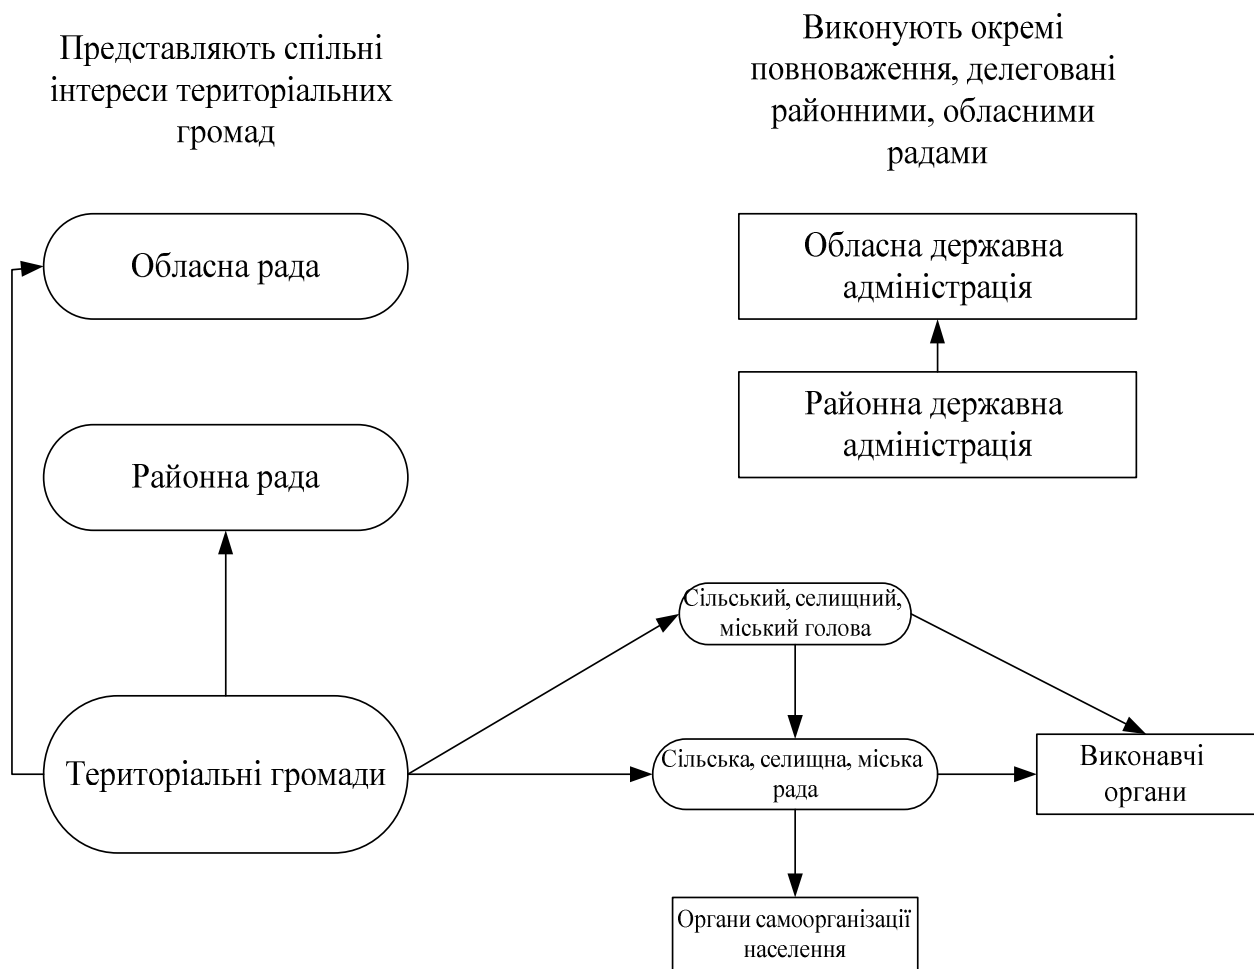 Представляють спільні
інтереси територіальних
громад
Виконують окремі
повноваження, делеговані
районними, обласними
радами
Обласна рада
Обласна державна
адміністрація
Районна державна
адміністрація
Районна рада
Сільський, селищний,
міський голова
Територіальні громади
Сільська, селищна, міська
рада
Виконавчі
органи
Органи самоорганізації
населення